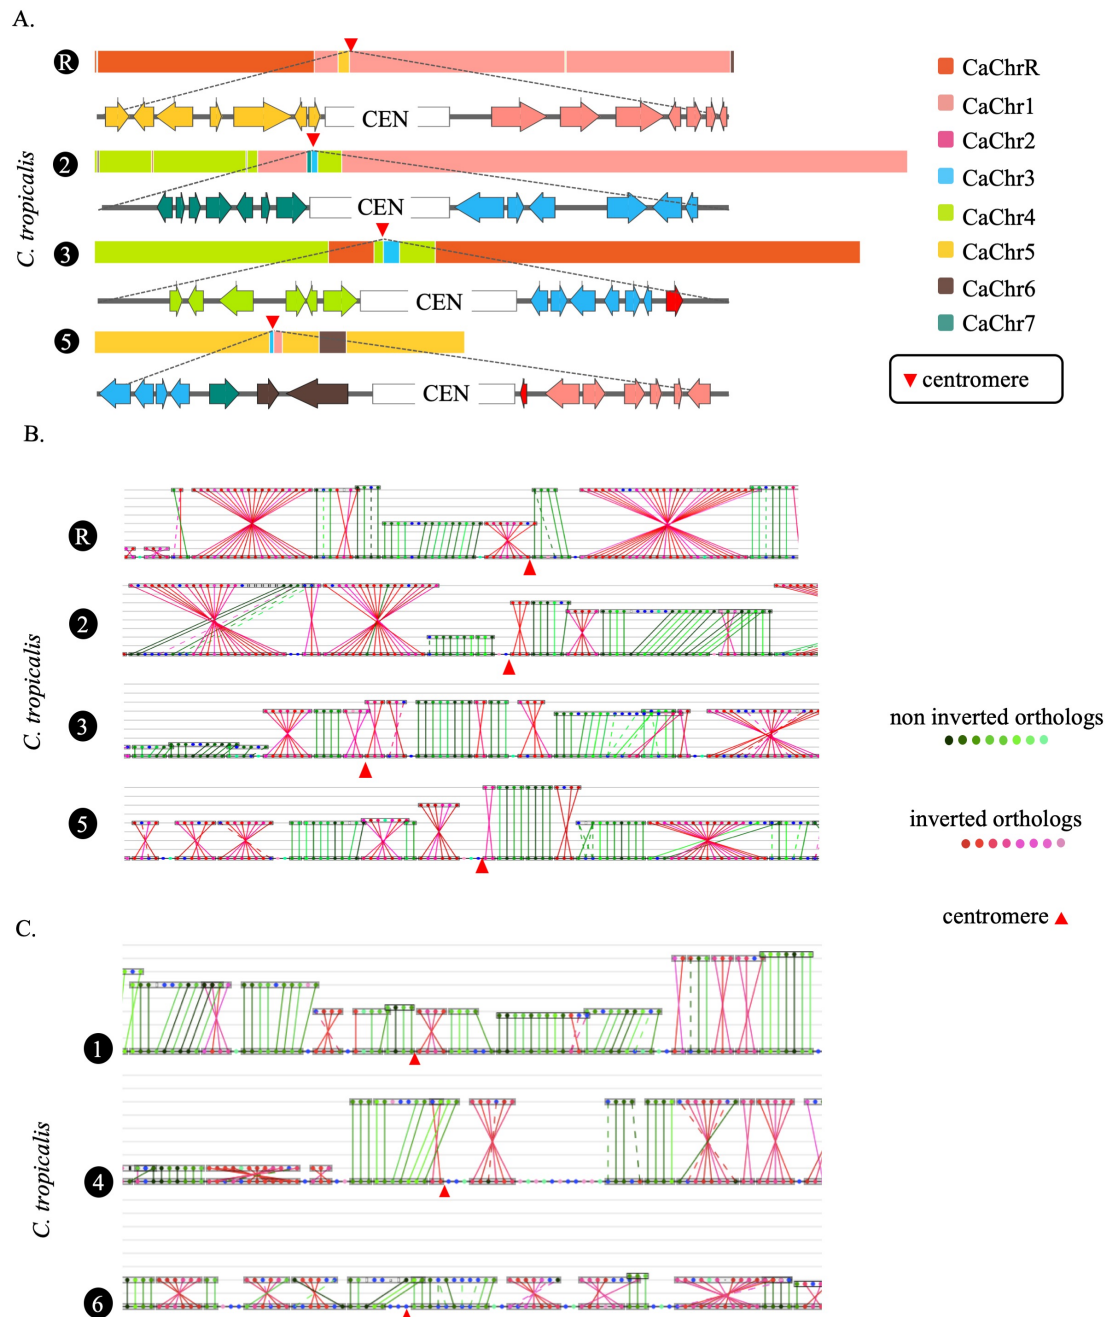 A.
R
CaChrR
CaChr1
CEN
CaChr2
2
CaChr3
CEN
CaChr4
C. tropicalis
3
CaChr5
CEN
CaChr6
CaChr7
5
centromere
CEN
B.
R
2
C. tropicalis
3
non inverted orthologs
5
inverted orthologs
centromere
C.
1
C. tropicalis
4
6